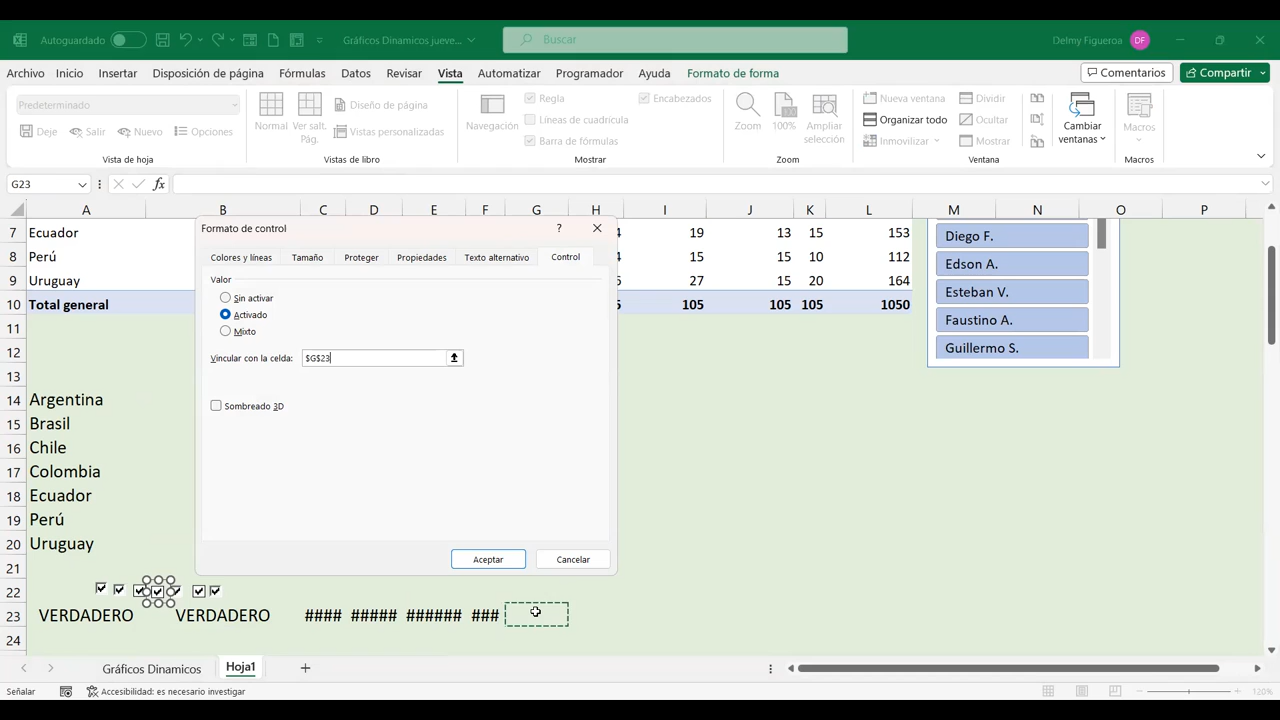 Autoguardado
Gráficos Dinamicos jueve...
Buscar
Delmy Figueroa
DF
Archivo Inicio Insertar Disposición de página Fórmulas Datos Revisar Vista Automatizar Programador Ayuda Formato de forma
Comentarios
Compartir
Predeterminado
Deje Salir Nuevo Opciones
Vista de hoja
Normal
Ver salt. Pág.
Diseño de página
Vistas personalizadas
Vistas de libro
Navegación
Regla
Líneas de cuadrícula
Barra de fórmulas
Encabezados
Mostrar
Zoom
100%
Ampliar selección
Zoom
Nueva ventana
Organizar todo
Inmovilizar
Dividir
Ocultar
Mostrar
Cambiar ventanas
Ventana
Macros
Macros
G23
fx
A B C D E F G H I J K L M N O P
7 Ecuador 19 13 15 153
8 Perú 15 15 10 112
9 Uruguay 27 15 20 164
10 Total general 105 105 105 1050
11
12
13
14 Argentina
15 Brasil
16 Chile
17 Colombia
18 Ecuador
19 Perú
20 Uruguay
21
22
23 VERDADERO VERDADERO #### ##### ###### ###
24
Diego F.
Edson A.
Esteban V.
Faustino A.
Guillermo S.
Formato de control
?
Colores y líneas Tamaño Proteger Propiedades Texto alternativo Control
Valor
Sin activar
Activado
Mixto
Vincular con la celda: $G$23
Sombreado 3D
Aceptar Cancelar
Gráficos Dinamicos Hoja1
Señalar
Accesibilidad: es necesario investigar
120%